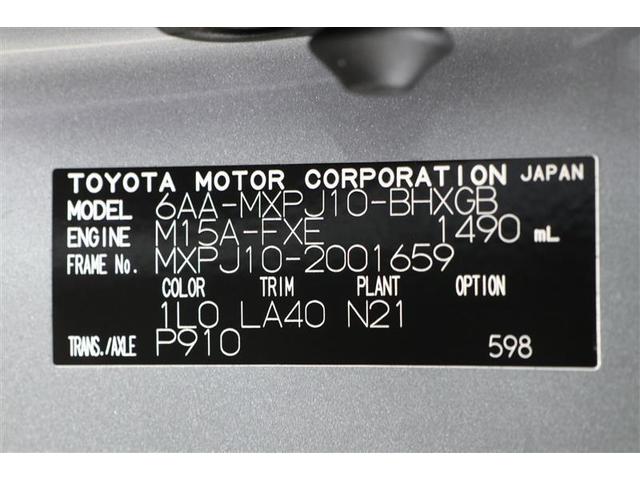 TOYOTA MOTOR CORPORATION JAPAN
MODEL 6AA-MXPJ10-BHXGB
ENGINE M15A-FXE 1490 mL
FRAME No. MXPJ10-2001659
COLOR TRIM PLANT OPTION
1L0 LA40 N21
TRANS./AXLE P910 598